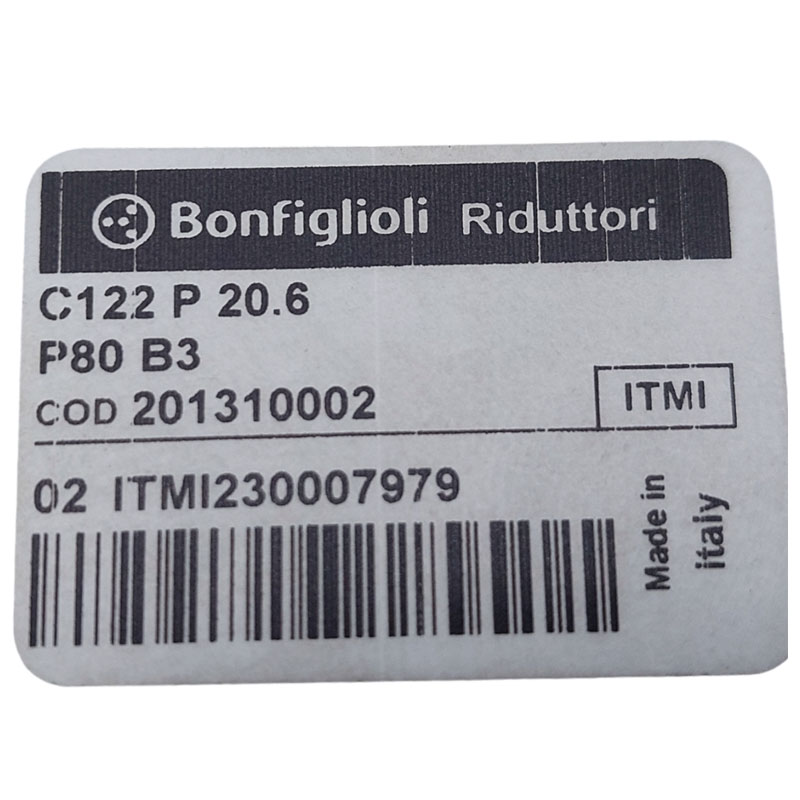 Bonfiglioli Riduttori
C122 P 20.6
P80 B3
COD 201310002
ITMI
02 ITMI230007979
Made in
italy